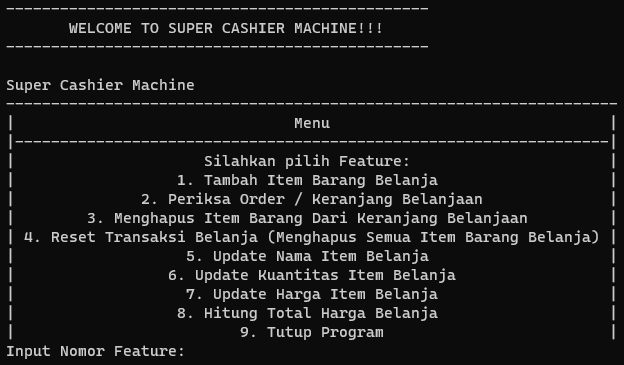 -----------------------------------------------
WELCOME TO SUPER CASHIER MACHINE!!!
-----------------------------------------------
Super Cashier Machine
--------------------------------------------------------------------
| Menu |
|------------------------------------------------------------------|
| Silahkan pilih Feature: |
| 1. Tambah Item Barang Belanja |
| 2. Periksa Order / Keranjang Belanjaan |
| 3. Menghapus Item Barang Dari Keranjang Belanjaan |
| 4. Reset Transaksi Belanja (Menghapus Semua Item Barang Belanja) |
| 5. Update Nama Item Belanja |
| 6. Update Kuantitas Item Belanja |
| 7. Update Harga Item Belanja |
| 8. Hitung Total Harga Belanja |
| 9. Tutup Program |
Input Nomor Feature: